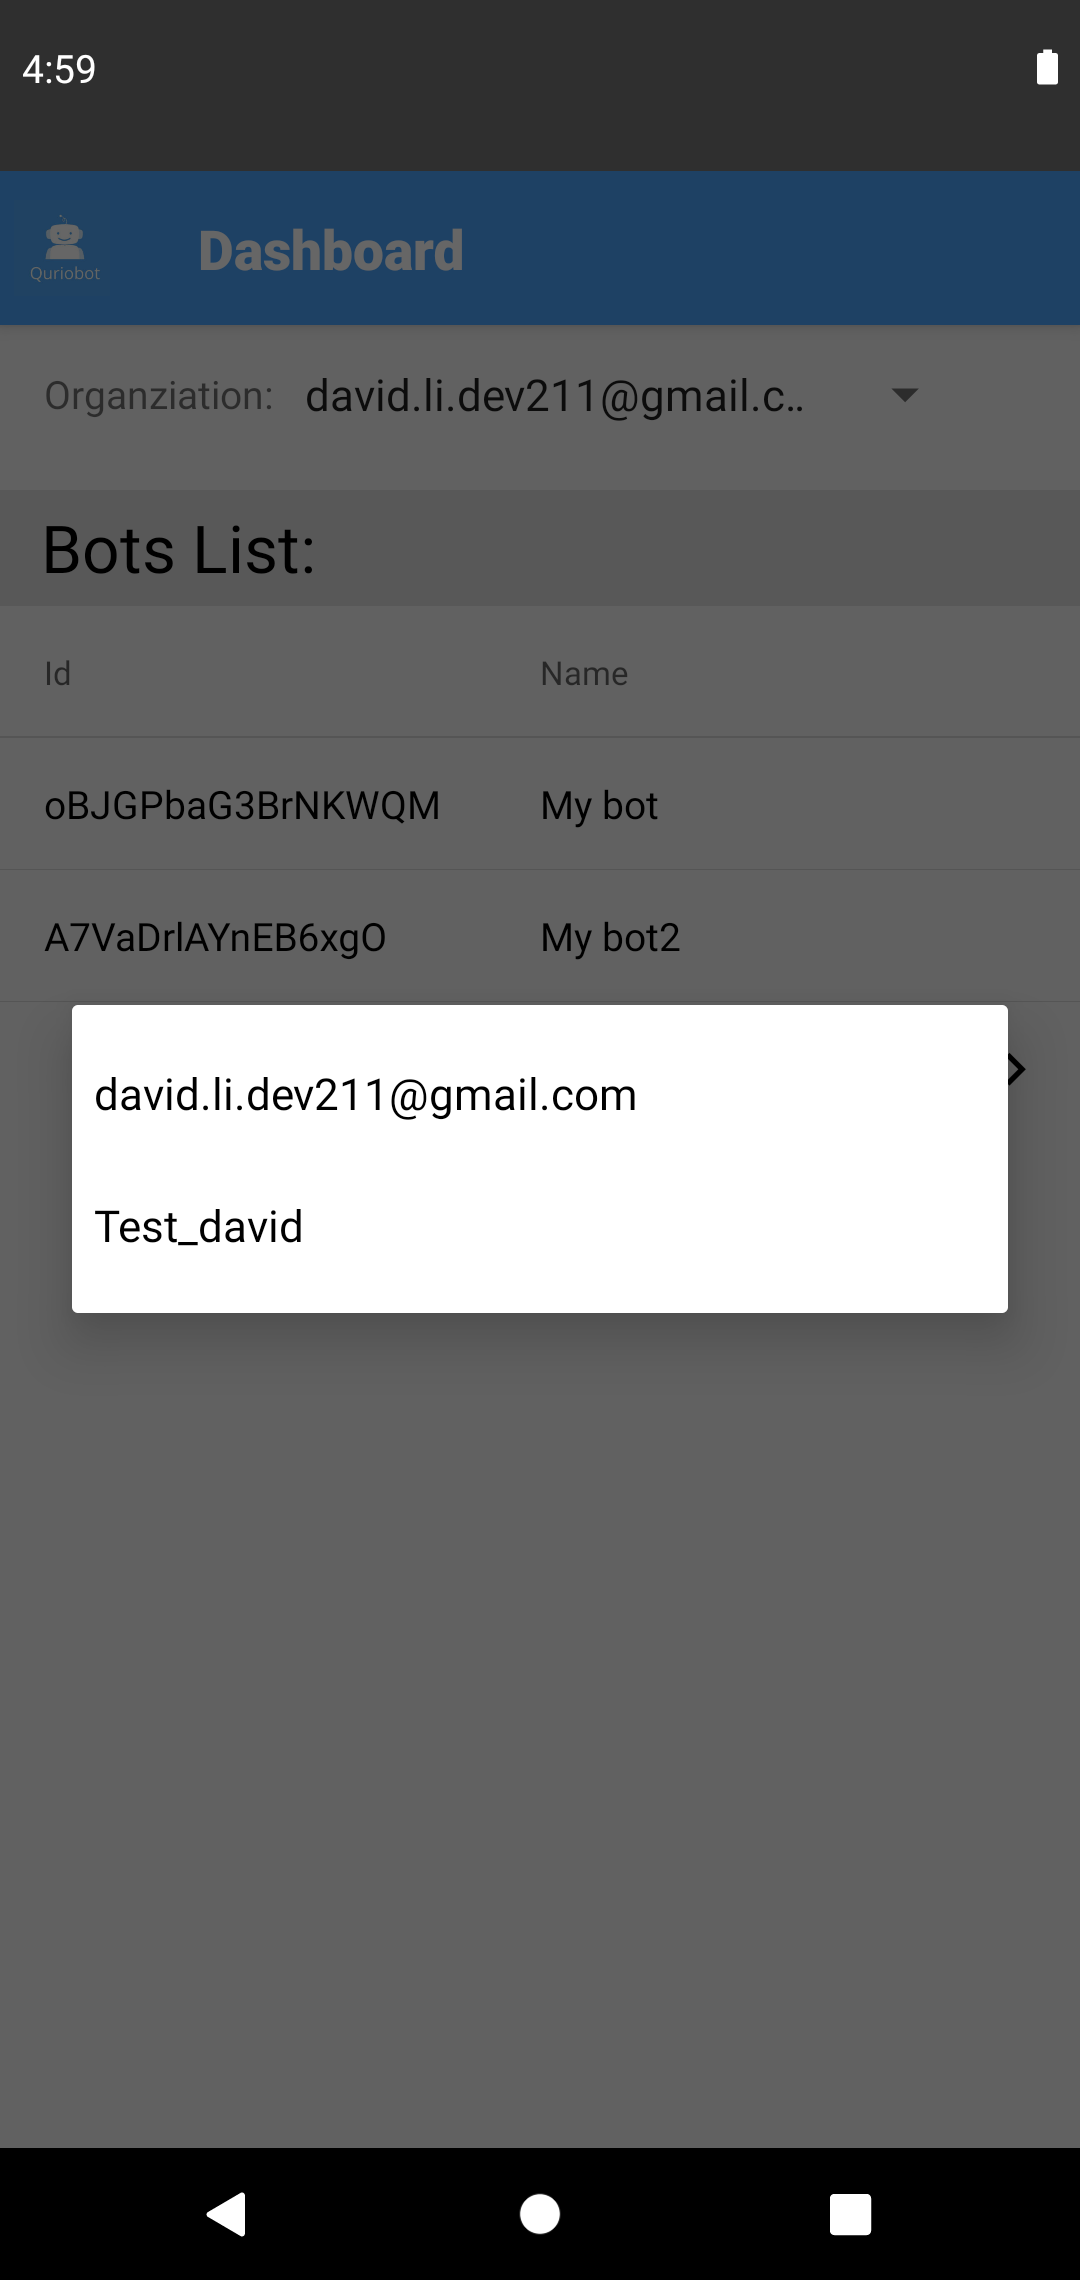 4:59
Quriobot
Dashboard
Organziation: david.li.dev211@gmail.c..
Bots List:
Id Name
oBJGPbaG3BrNKWQM My bot
A7VaDrlAYnEB6xgO My bot2
david.li.dev211@gmail.com
Test_david